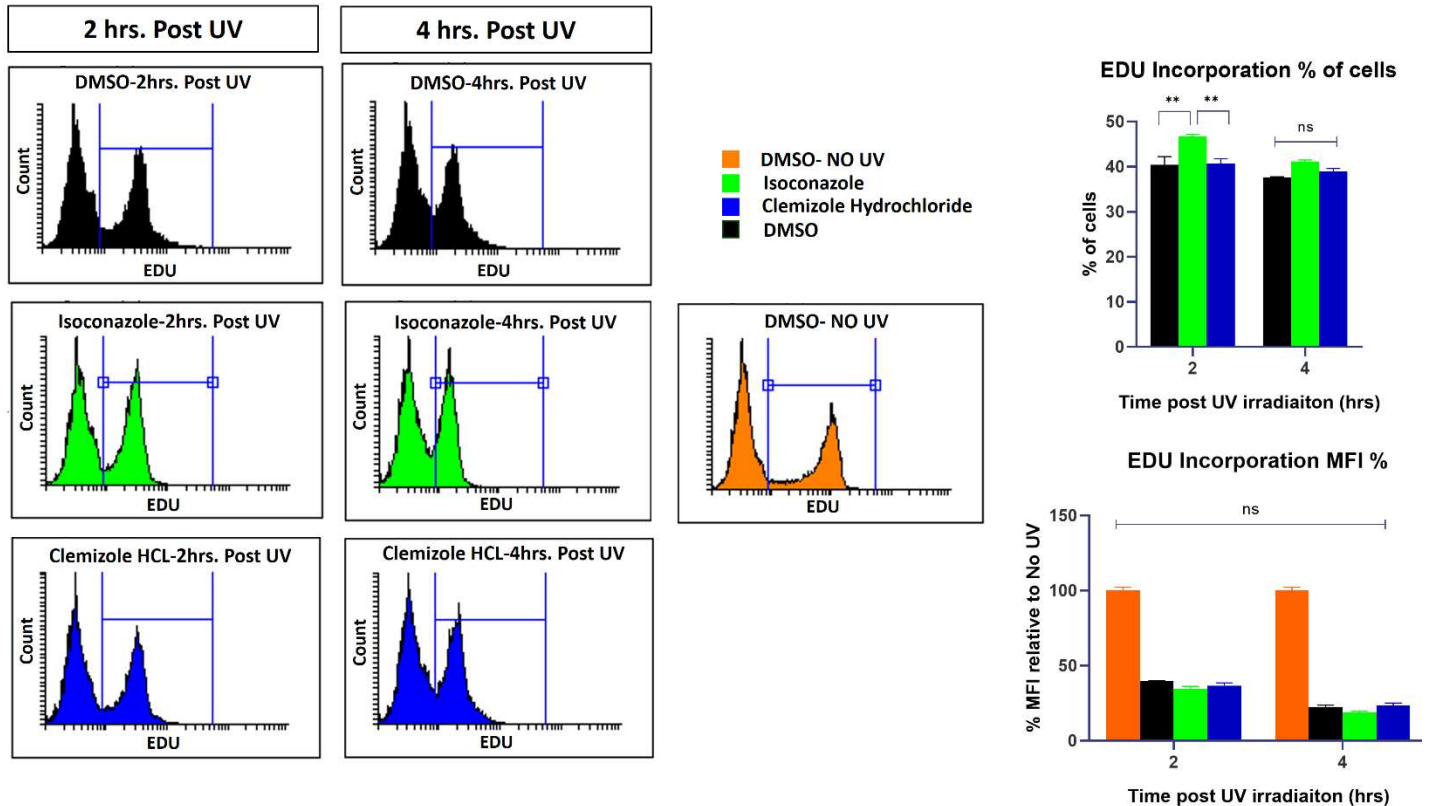 2 hrs. Post UV
4 hrs. Post UV
DMSO-2hrs. Post UV
Count
EDU
DMSO-4hrs. Post UV
Count
EDU
Isoconazole-2hrs. Post UV
Count
EDU
Isoconazole-4hrs. Post UV
Count
EDU
Clemizole HCL-2hrs. Post UV
Count
EDU
Clemizole HCL-4hrs. Post UV
Count
EDU
DMSO- NO UV
Isoconazole
Clemizole Hydrochloride
DMSO
DMSO- NO UV
Count
EDU
EDU Incorporation % of cells
** **
ns
50
40
30
20
10
0
% of cells
2 4
Time post UV irradiaiton (hrs)
EDU Incorporation MFI %
ns
150
100
50
0
% MFI relative to No UV
2 4
Time post UV irradiaiton (hrs)